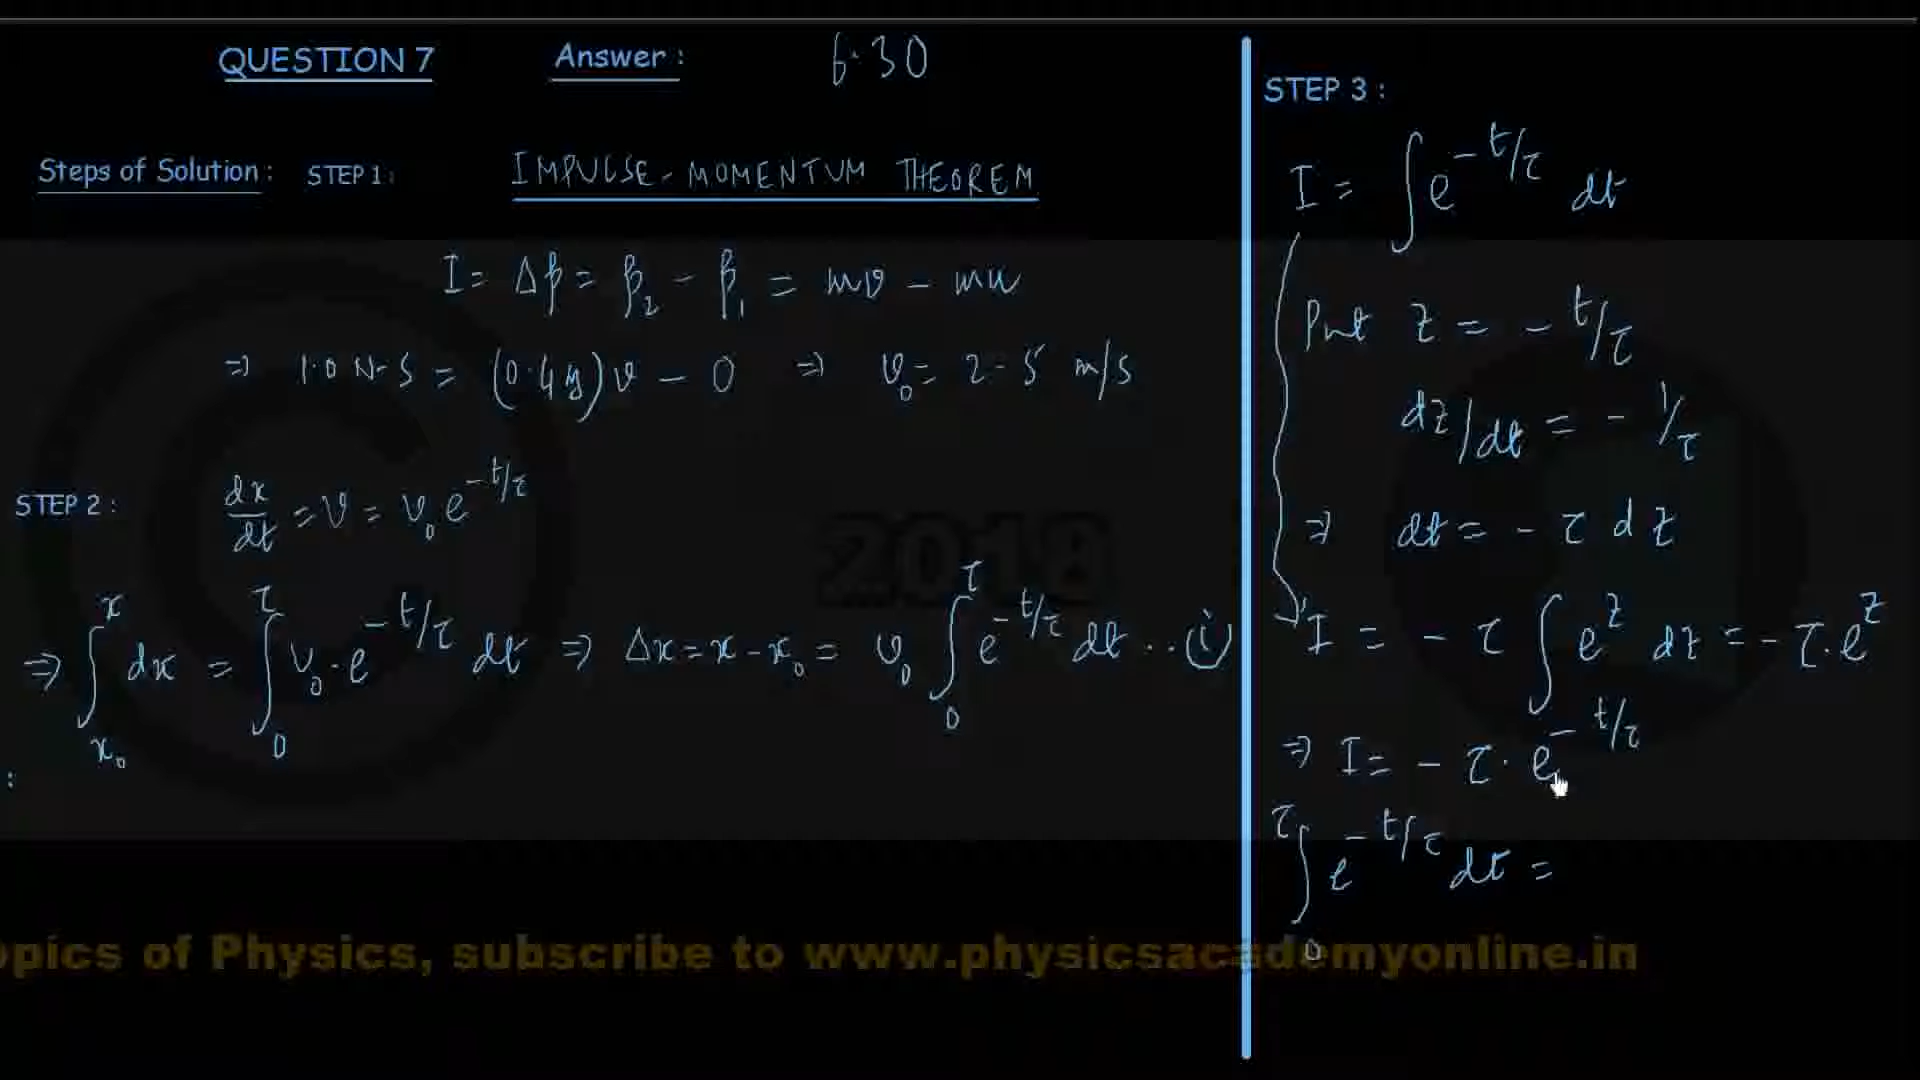 QUESTION 7 Answer : 6.30
Steps of Solution : STEP 1 : IMPULSE - MOMENTUM THEOREM
I = Δp = p₂ - p₁ = mv - mu
⇒ 1.0 N-S = (0.4 kg)v - 0 ⇒ v₀ = 2.5 m/s
STEP 2 : dx/dt = v = v₀ e^(-t/τ)
⇒ ∫_{x₀}^{x} dx = ∫_{0}^{τ} v₀ . e^(-t/τ) dt ⇒ Δx = x - x₀ = v₀ ∫_{0}^{τ} e^(-t/τ) dt ... (i)
:
STEP 3 :
I = ∫ e^(-t/τ) dt
Put z = - t/τ
dz/dt = - 1/τ
⇒ dt = - τ dz
I = - τ ∫ e^z dz = - τ . e^z
⇒ I = - τ . e^(-t/τ)
∫_{0}^{τ} e^(-t/τ) dt =
2018
opics of Physics, subscribe to www.physicsacademyonline.in